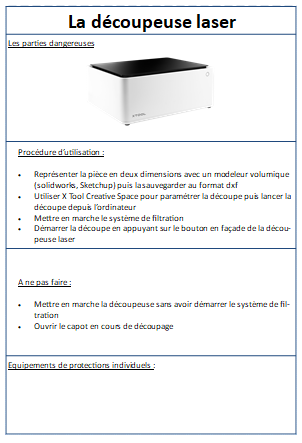 La découpeuse laser
Les parties dangereuses
XTOOL
Procédure d'utilisation :
• Représenter la pièce en deux dimensions avec un modeleur volumique
(solidworks, Sketchup) puis la sauvegarder au format dxf
• Utiliser X Tool Creative Space pour paramétrer la découpe puis lancer la
découpe depuis l'ordinateur
• Mettre en marche le système de filtration
• Démarrer la découpe en appuyant sur le bouton en façade de la décou-
peuse laser
A ne pas faire :
• Mettre en marche la découpeuse sans avoir démarrer le système de fil-
tration
• Ouvrir le capot en cours de découpage
Equipements de protections individuels :